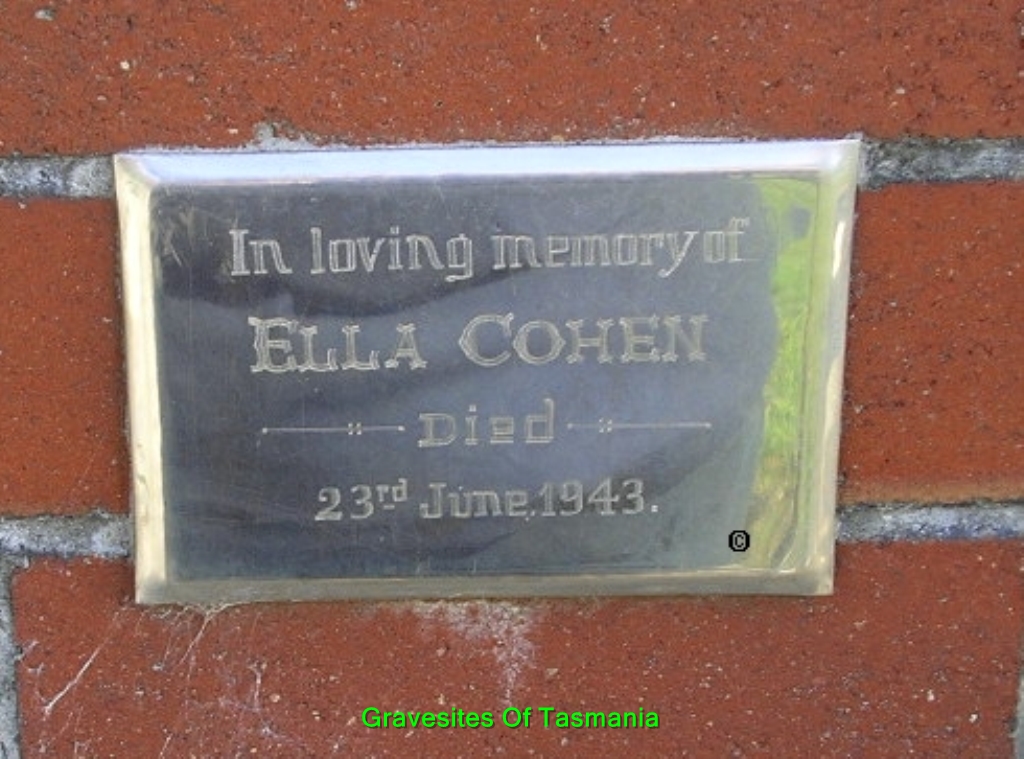 In loving memory of
ELLA COHEN
Died
23rd June. 1943.
©
Gravesites Of Tasmania